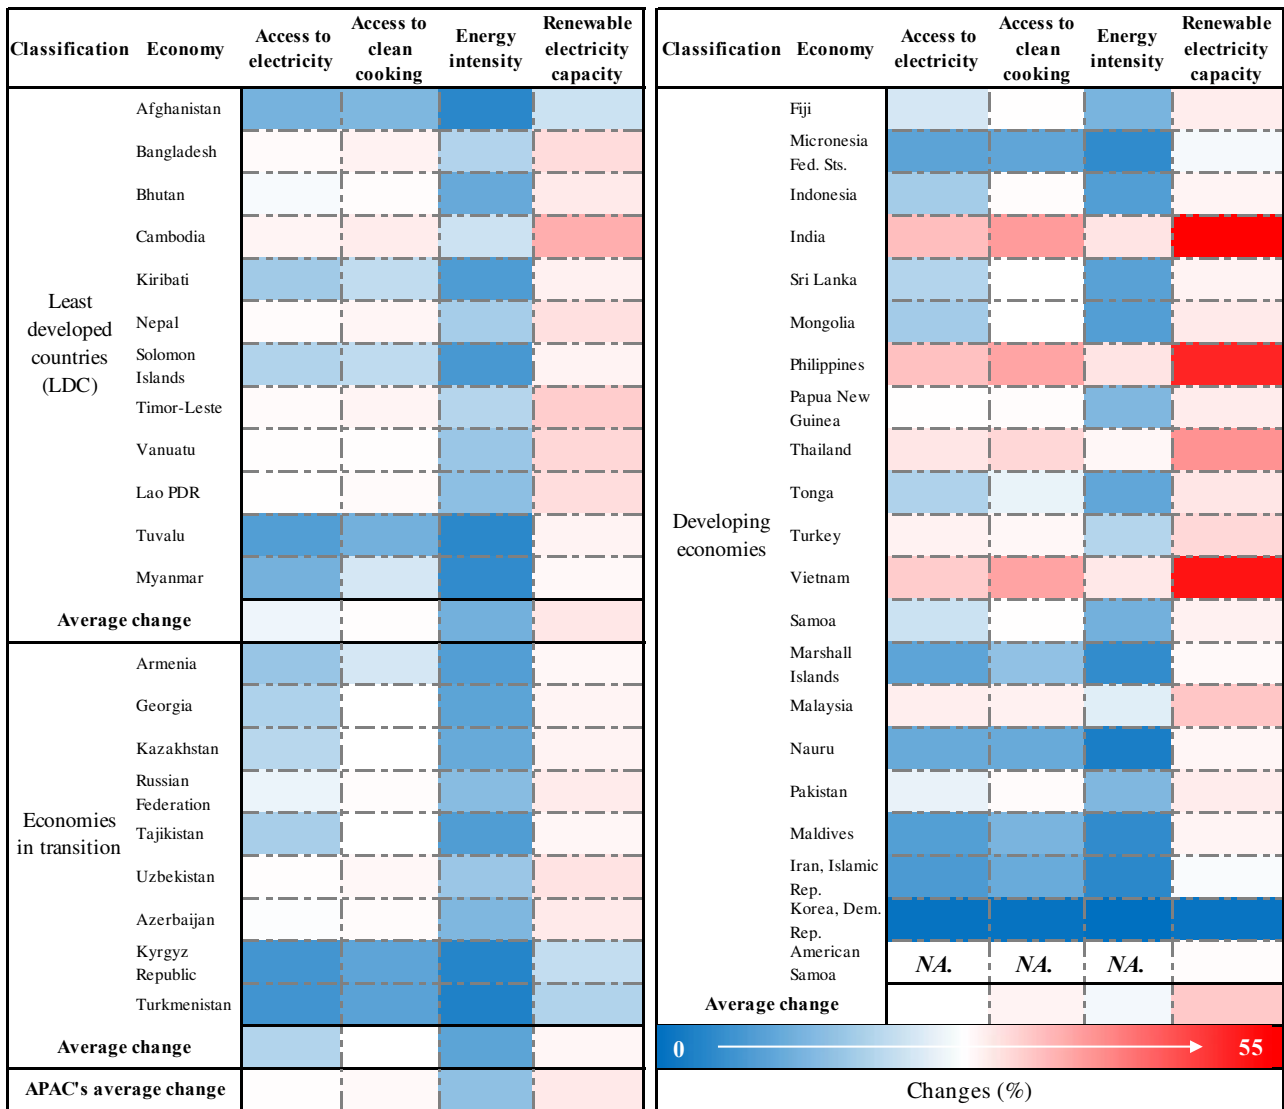 Classification Economy Access to electricity Access to clean cooking Energy intensity Renewable electricity capacity
Least developed countries (LDC)
Afghanistan
Bangladesh
Bhutan
Cambodia
Kiribati
Nepal
Solomon Islands
Timor-Leste
Vanuatu
Lao PDR
Tuvalu
Myanmar
Average change
Economies in transition
Armenia
Georgia
Kazakhstan
Russian Federation
Tajikistan
Uzbekistan
Azerbaijan
Kyrgyz Republic
Turkmenistan
Average change
APAC's average change
Classification Economy Access to electricity Access to clean cooking Energy intensity Renewable electricity capacity
Developing economies
Fiji
Micronesia Fed. Sts.
Indonesia
India
Sri Lanka
Mongolia
Philippines
Papua New Guinea
Thailand
Tonga
Turkey
Vietnam
Samoa
Marshall Islands
Malaysia
Nauru
Pakistan
Maldives
Iran, Islamic Rep.
Korea, Dem. Rep.
American Samoa NA. NA. NA.
Average change
0 55
Changes (%)